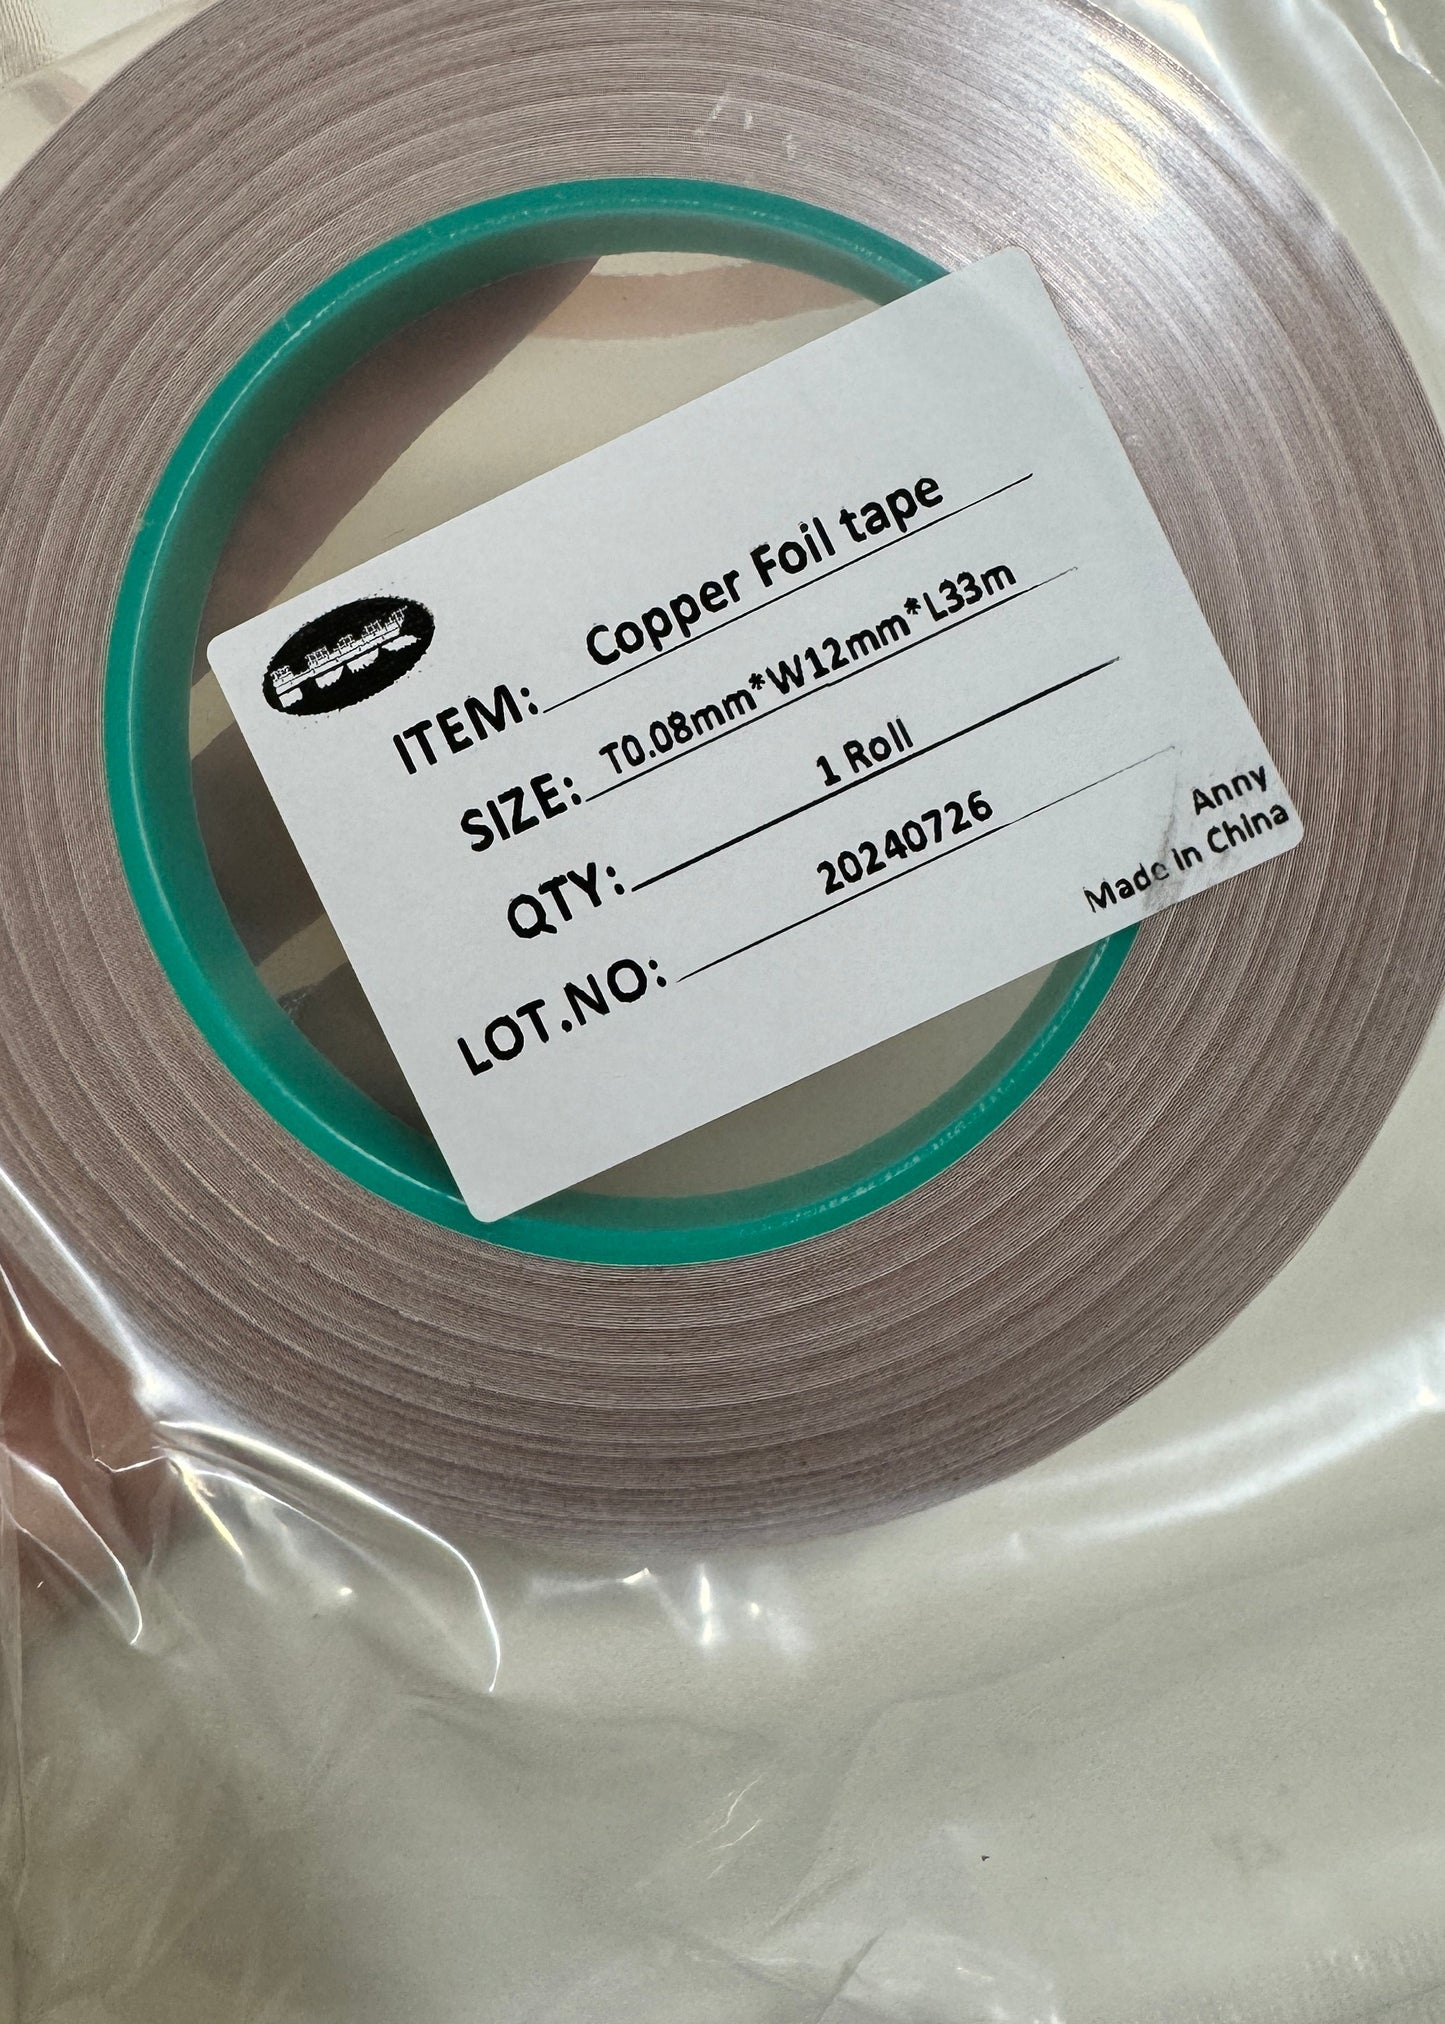 ITEM: Copper Foil tape
SIZE: T0.08mm*W12mm*L33m
QTY: 1 Roll
LOT.NO: 20240726
Anny
Made in China